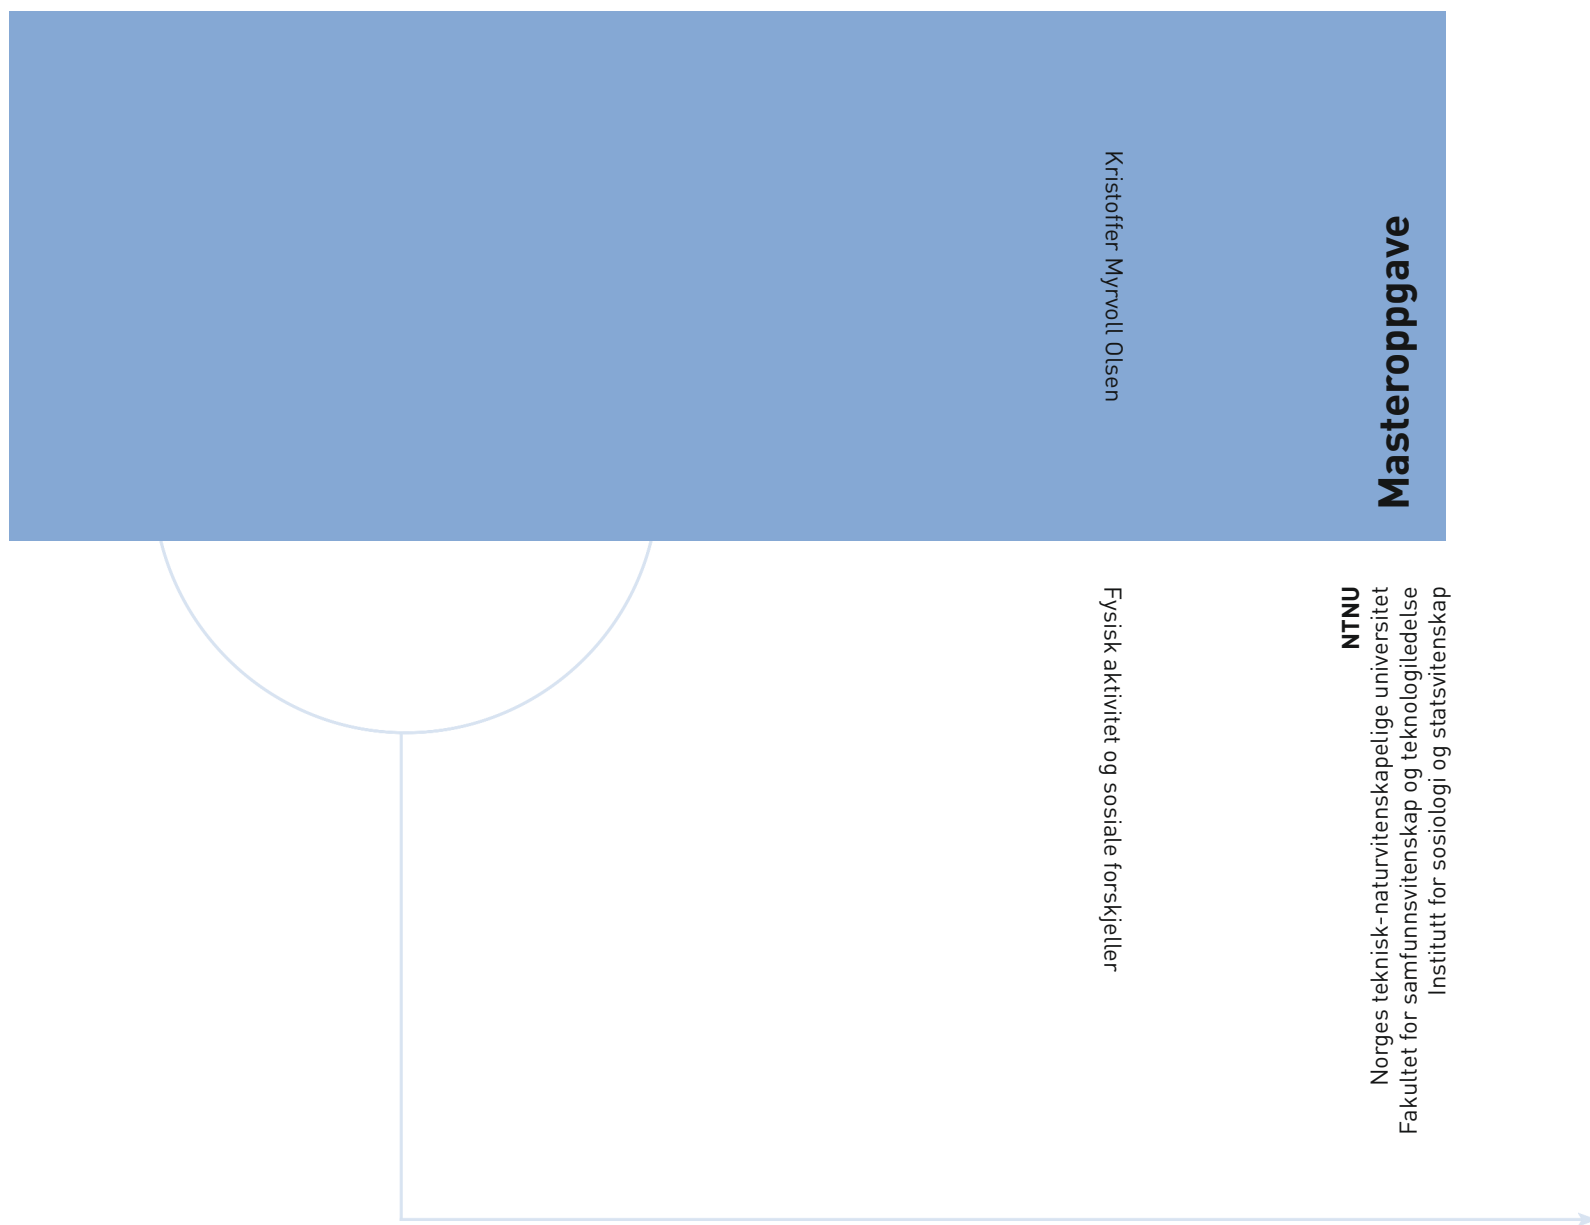 Kristoffer Myrvoll Olsen
Fysisk aktivitet og sosiale forskjeller
Masteroppgave
NTNU
Norges teknisk-naturvitenskapelige universitet
Fakultet for samfunnsvitenskap og teknologiledelse
Institutt for sosiologi og statsvitenskap